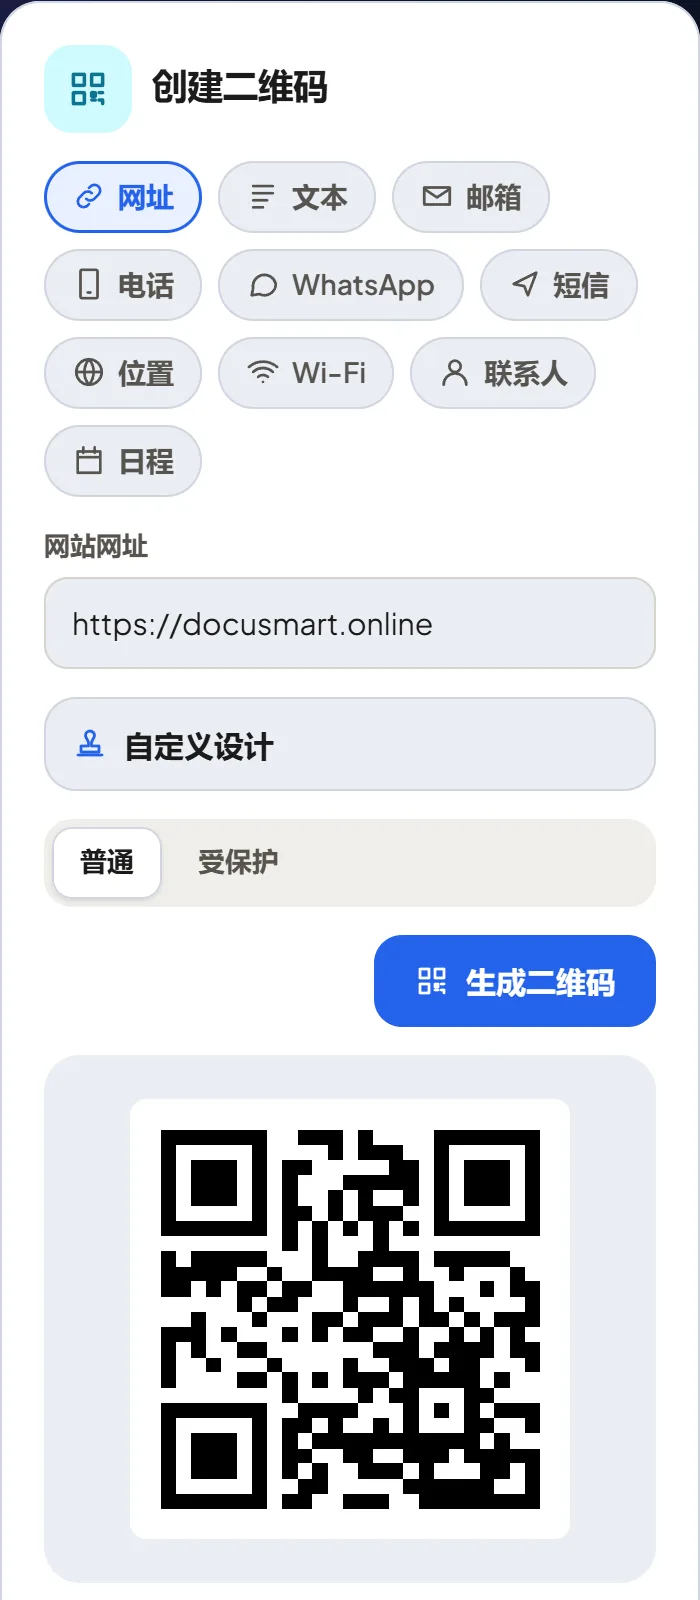 创建二维码
网址 文本 邮箱
电话 WhatsApp 短信
位置 Wi-Fi 联系人
日程
网站网址
https://docusmart.online
自定义设计
普通 受保护
生成二维码